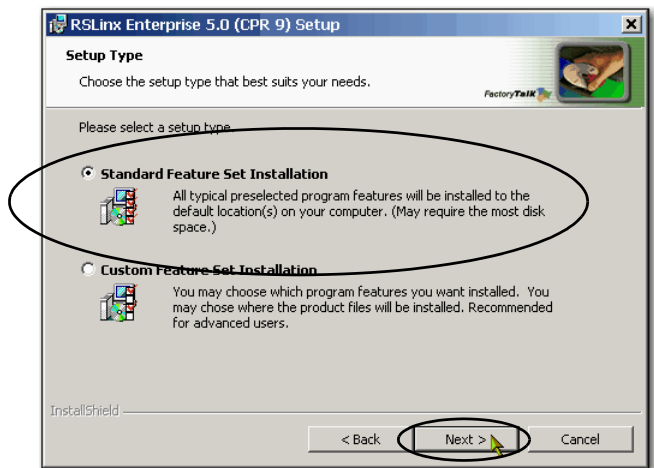 RSLinx Enterprise 5.0 (CPR 9) Setup
Setup Type
Choose the setup type that best suits your needs.
FactoryTalk
Please select a setup type.
Standard Feature Set Installation
All typical preselected program features will be installed to the
default location(s) on your computer. (May require the most disk
space.)
Custom Feature Set Installation
You may choose which program features you want installed. You
may chose where the product files will be installed. Recommended
for advanced users.
InstallShield
< Back
Next >
Cancel